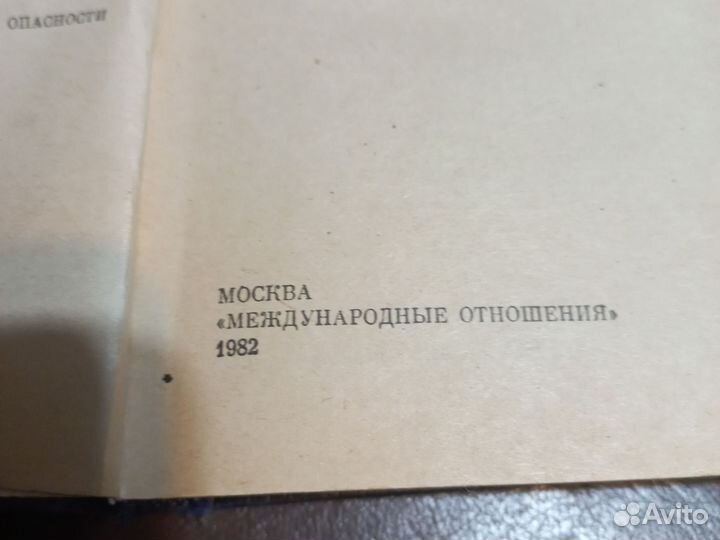 ОПАСНОСТИ
МОСКВА
«МЕЖДУНАРОДНЫЕ ОТНОШЕНИЯ»
1982
Avito